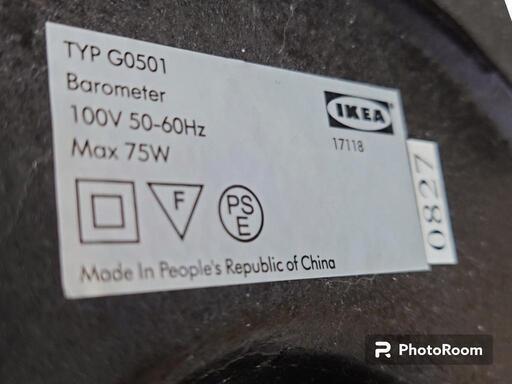 TYP G0501
Barometer
100V 50-60Hz
Max 75W
IKEA
17118
F
PS
E
0827
Made In People's Republic of China
PhotoRoom